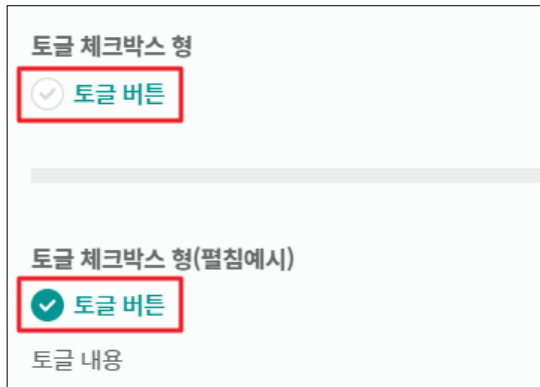 토글 체크박스 형
토글 버튼
토글 체크박스 형(펼침예시)
토글 버튼
토글 내용